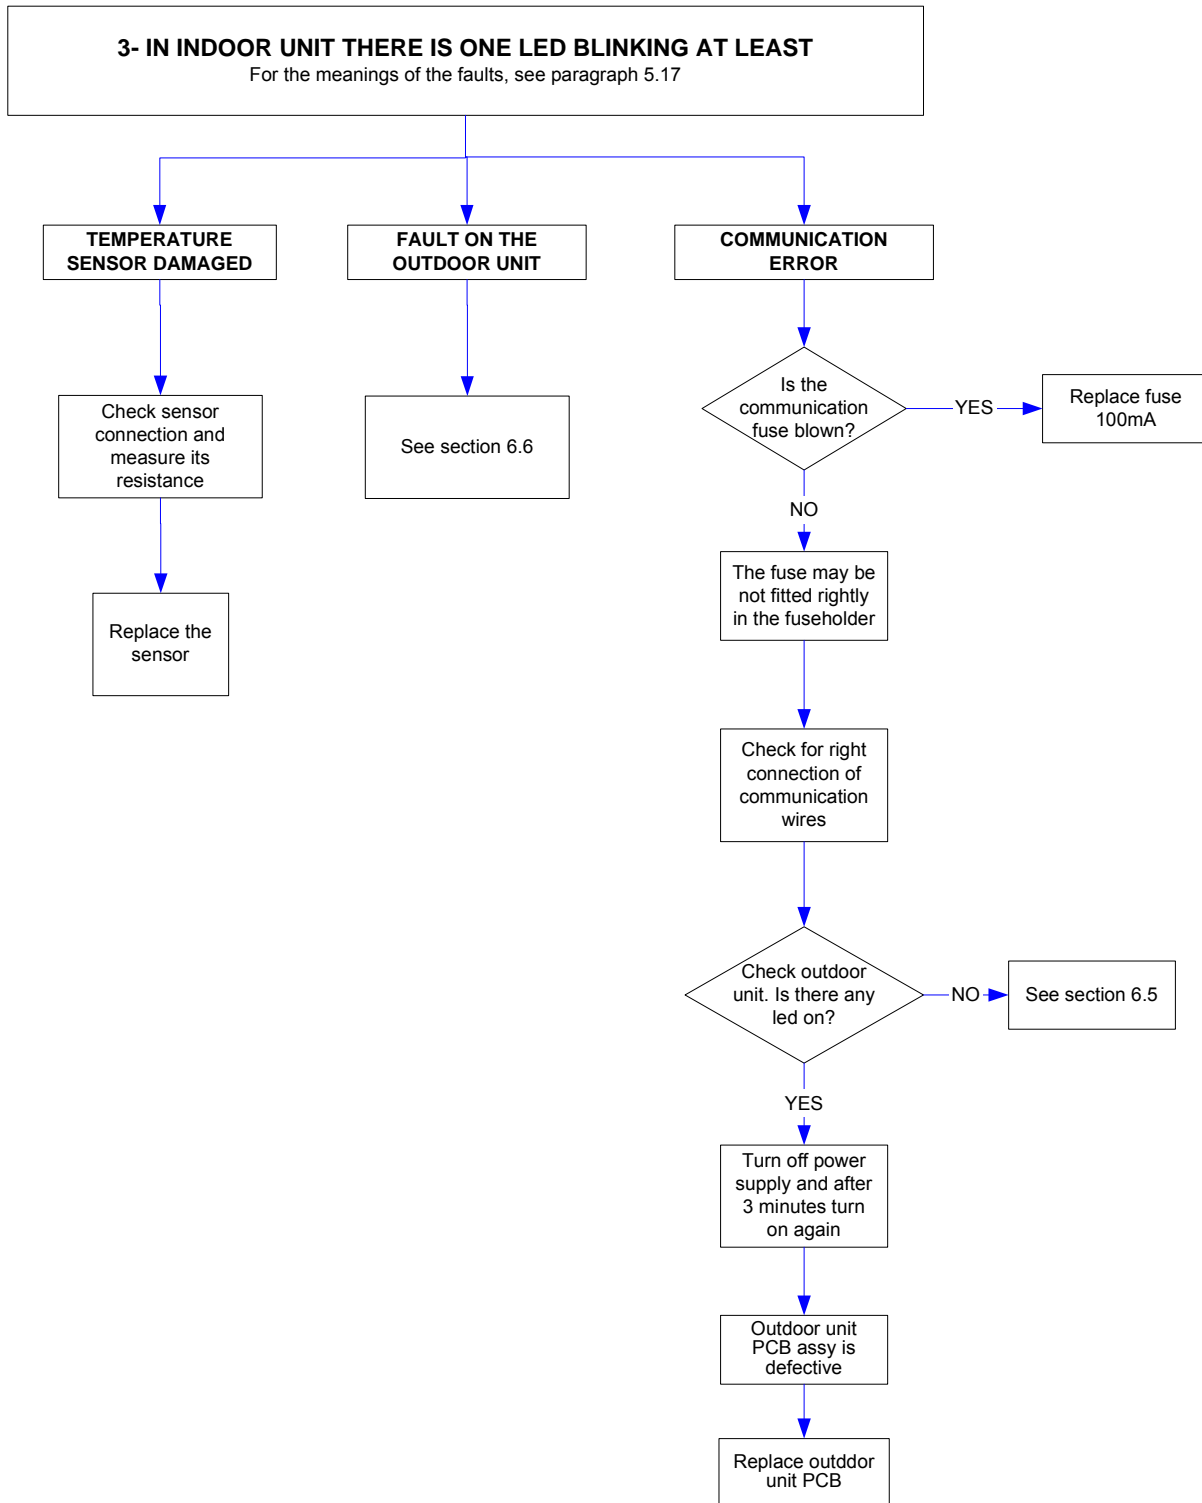 3- IN INDOOR UNIT THERE IS ONE LED BLINKING AT LEAST
For the meanings of the faults, see paragraph 5.17
TEMPERATURE
SENSOR DAMAGED
FAULT ON THE
OUTDOOR UNIT
COMMUNICATION
ERROR
Check sensor
connection and
measure its
resistance
Replace the
sensor
See section 6.6
Is the
communication
fuse blown?
YES
Replace fuse
100mA
NO
The fuse may be
not fitted rightly
in the fuseholder
Check for right
connection of
communication
wires
Check outdoor
unit. Is there any
led on?
NO
See section 6.5
YES
Turn off power
supply and after
3 minutes turn
on again
Outdoor unit
PCB assy is
defective
Replace outddor
unit PCB